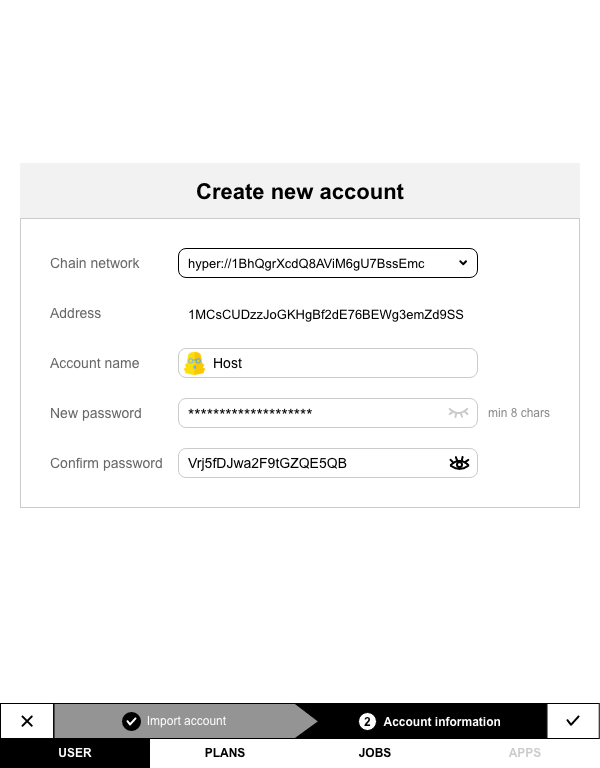 Create new account
Chain network hyper://1BhQgrXcdQ8AViM6gU7BssEmc
Address 1MCsCUDzzJoGKHgBf2dE76BEWg3emZd9SS
Account name Host
New password ******************** min 8 chars
Confirm password Vrj5fDJwa2F9tGZQE5QB
Import account 2 Account information
USER PLANS JOBS APPS